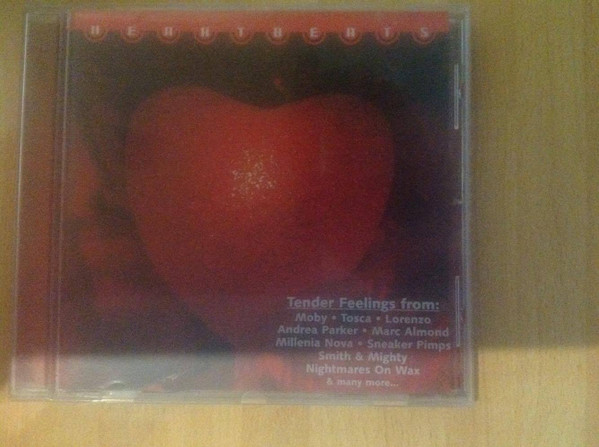 HEARTBEATS
Tender Feelings from:
Moby • Tosca • Lorenzo
Andrea Parker • Marc Almond
Millenia Nova • Sneaker Pimps
Smith & Mighty
Nightmares On Wax
& many more...